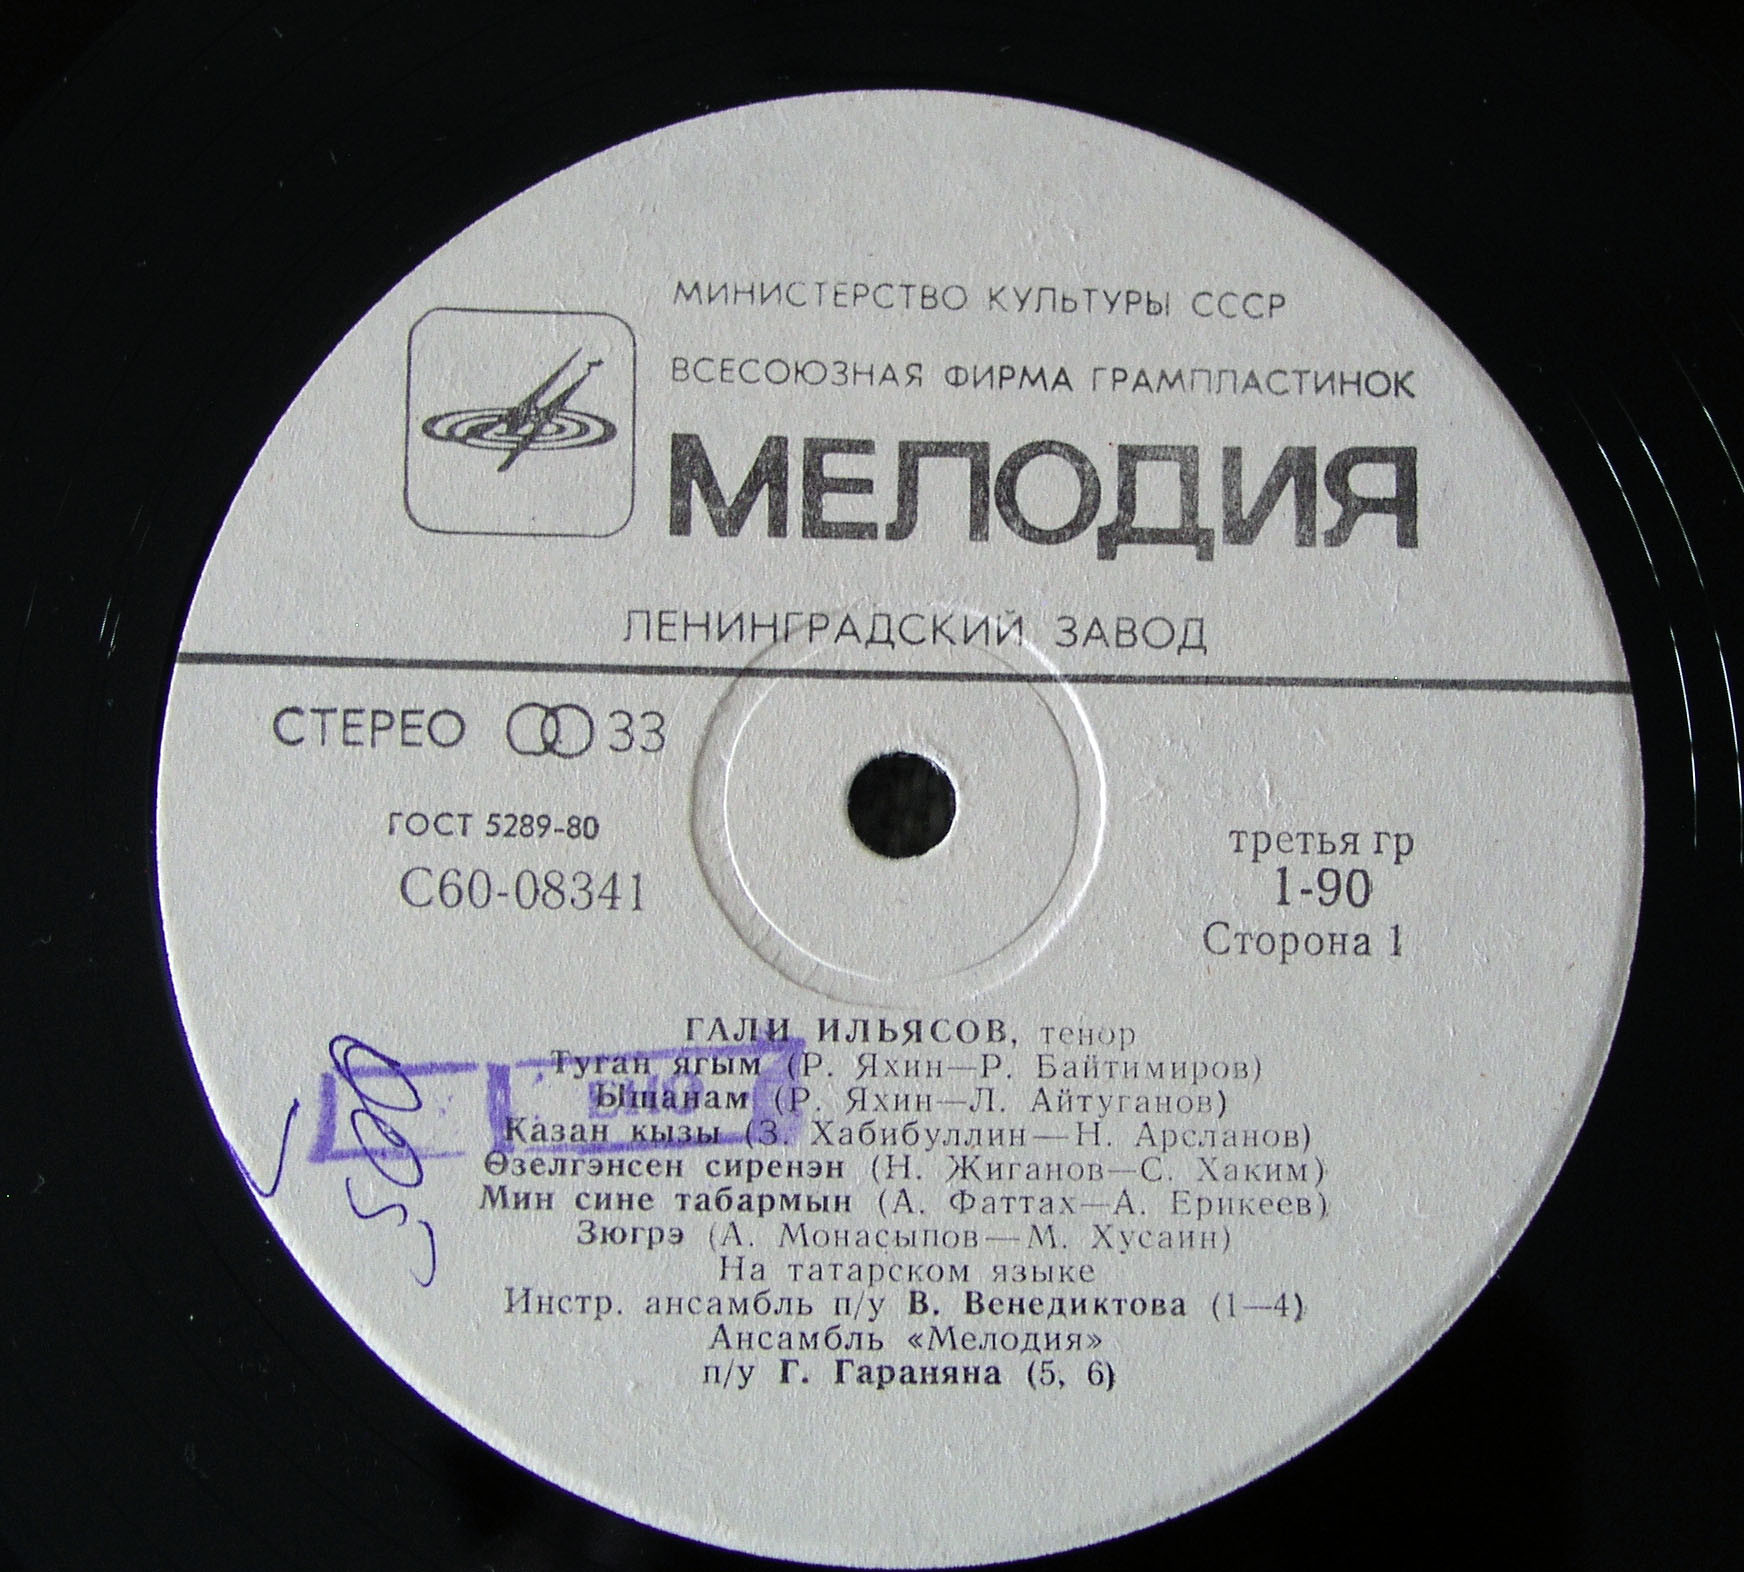 МИНИСТЕРСТВО КУЛЬТУРЫ СССР
ВСЕСОЮЗНАЯ ФИРМА ГРАМПЛАСТИНОК
МЕЛОДИЯ
ЛЕНИНГРАДСКИЙ ЗАВОД
СТЕРЕО 33
ГОСТ 5289-80
С60-08341
третья гр
1-90
Сторона 1
ГАЛИ ИЛЬЯСОВ, тенор
Туган ягым (Р. Яхин—Р. Байтимиров)
Ышанам (Р. Яхин—Л. Айтуганов)
Казан кызы (З. Хабибуллин—Н. Арсланов)
Өзелгэнсен сиренэн (Н. Жиганов—С. Хаким)
Мин сине табармын (А. Фаттах—А. Ерикеев)
Зюгрэ (А. Монасыпов—М. Хусаин)
На татарском языке
Инстр. ансамбль п/у В. Венедиктова (1—4)
Ансамбль «Мелодия»
п/у Г. Гараняна (5, 6)